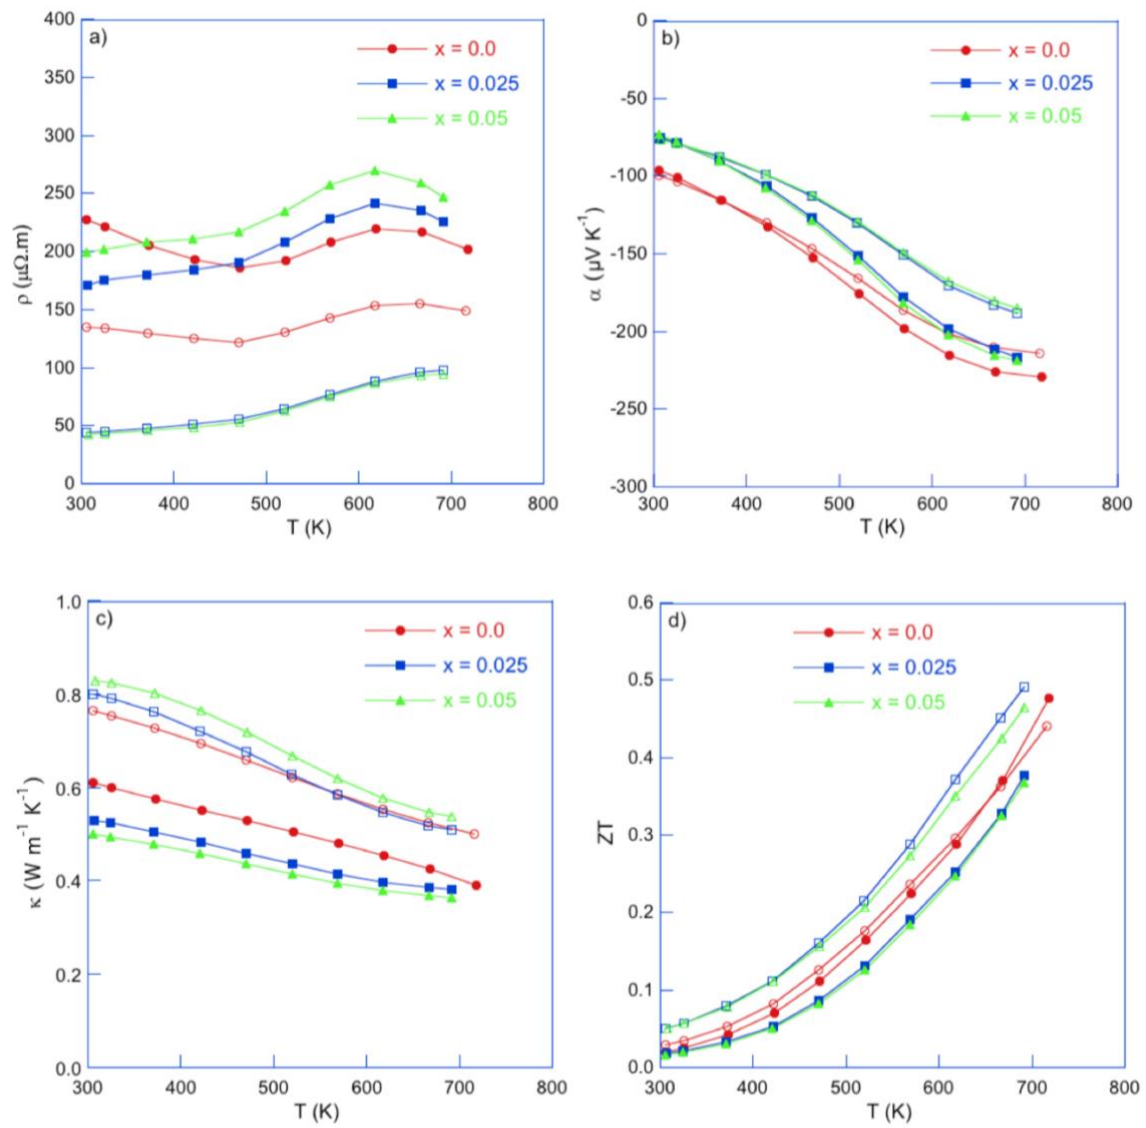 a)
x = 0.0
x = 0.025
x = 0.05
400
350
300
250
200
150
100
50
0
ρ (μΩ.m)
300 400 500 600 700 800
T (K)
b)
x = 0.0
x = 0.025
x = 0.05
0
-50
-100
-150
-200
-250
-300
α (μV K⁻¹)
300 400 500 600 700 800
T (K)
c)
x = 0.0
x = 0.025
x = 0.05
1.0
0.8
0.6
0.4
0.2
0.0
κ (W m⁻¹ K⁻¹)
300 400 500 600 700 800
T (K)
d)
x = 0.0
x = 0.025
x = 0.05
0.6
0.5
0.4
0.3
0.2
0.1
0.0
ZT
300 400 500 600 700 800
T (K)